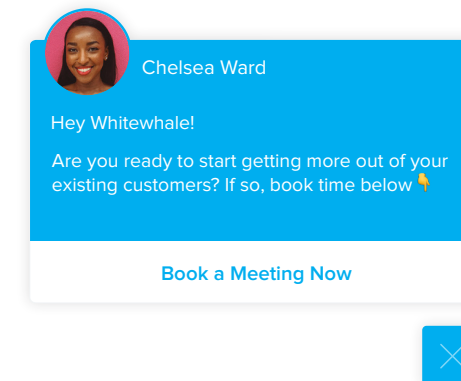 Chelsea Ward
Hey Whitewhale!
Are you ready to start getting more out of your
existing customers? If so, book time below👇
Book a Meeting Now